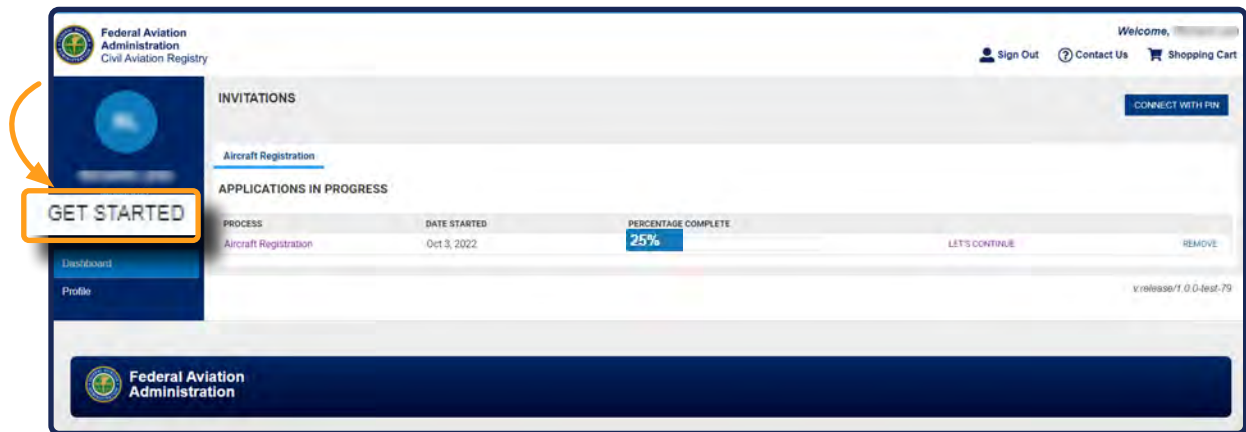 Federal Aviation
Administration
Civil Aviation Registry
Welcome,
Sign Out
Contact Us
Shopping Cart
INVITATIONS
CONNECT WITH PIN
Aircraft Registration
APPLICATIONS IN PROGRESS
GET STARTED
PROCESS DATE STARTED PERCENTAGE COMPLETE
Aircraft Registration Oct 3, 2022 25% LET'S CONTINUE REMOVE
Dashboard
Profile
v.release/1.0.0-test-79
Federal Aviation
Administration